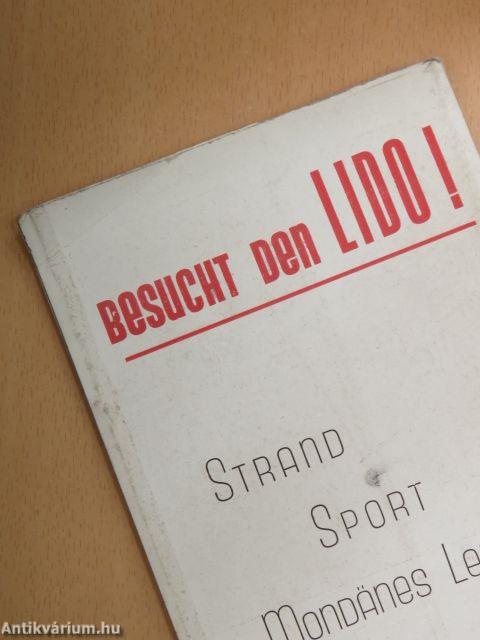 BESUCHT DEN LIDO!
STRAND
SPORT
MONDÄNES
Antikvárium.hu